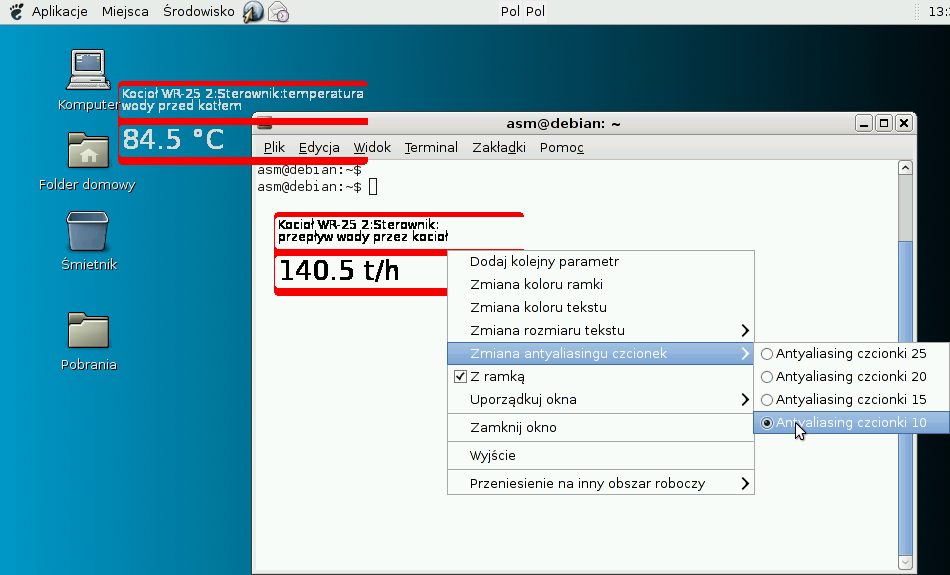 Aplikacje Miejsca Środowisko Pol Pol
Komputer
Kocioł WR-25 2:Sterownik:temperatura
wody przed kotłem
84.5 °C
Folder domowy
Śmietnik
Pobrania
asm@debian: ~
Plik Edycja Widok Terminal Zakładki Pomoc
asm@debian:~$
asm@debian:~$
Kocioł WR-25 2:Sterownik:
przepływ wody przez kocioł
140.5 t/h
Dodaj kolejny parametr
Zmiana koloru ramki
Zmiana koloru tekstu
Zmiana rozmiaru tekstu
Zmiana antyaliasingu czcionek
Z ramką
Uporządkuj okna
Zamknij okno
Wyjście
Przeniesienie na inny obszar roboczy
Antyaliasing czcionki 25
Antyaliasing czcionki 20
Antyaliasing czcionki 15
Antyaliasing czcionki 10